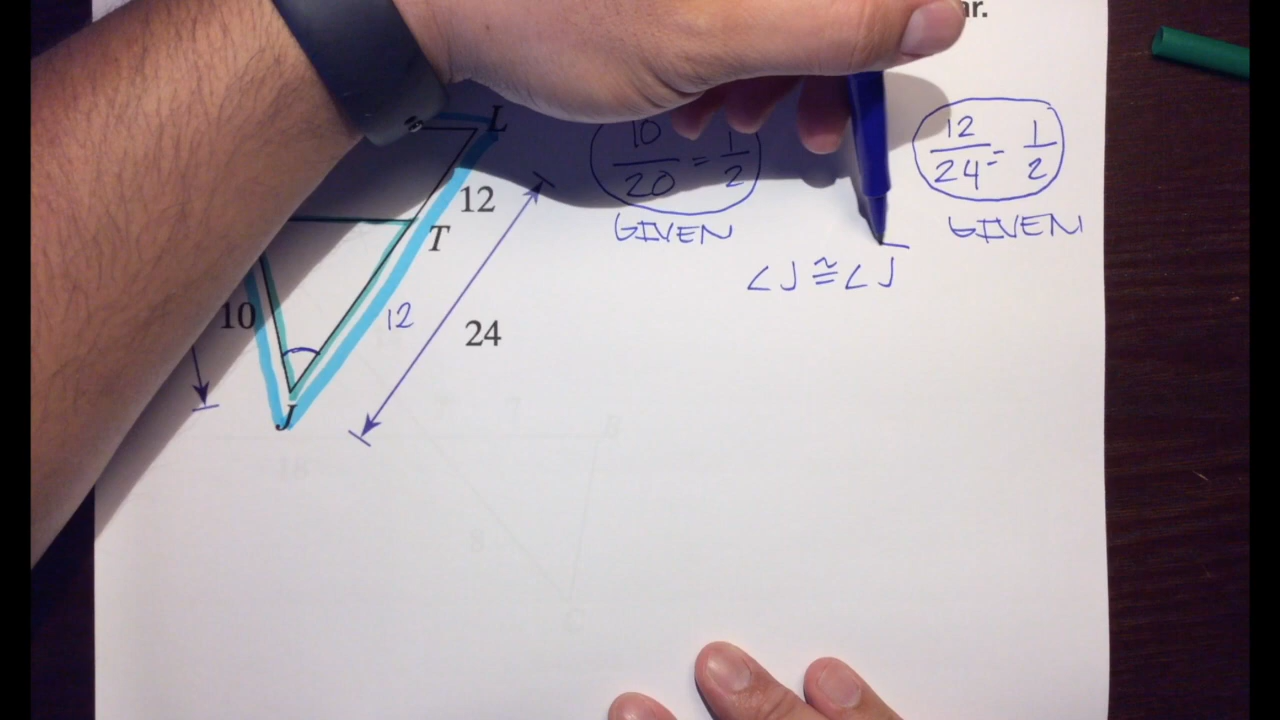 L
12
T
10
12
24
J
10/20 = 1/2
GIVEN
12/24 = 1/2
GIVEN
∠J ≅ ∠J